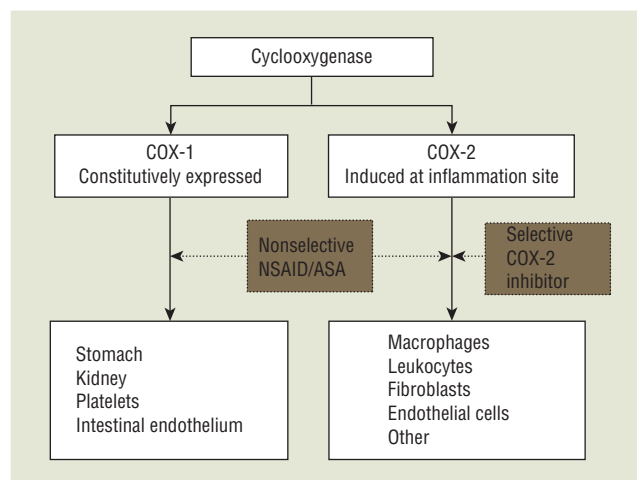 Cyclooxygenase
COX-1
Constitutively expressed
COX-2
Induced at inflammation site
Nonselective
NSAID/ASA
Selective
COX-2
inhibitor
Stomach
Kidney
Platelets
Intestinal endothelium
Macrophages
Leukocytes
Fibroblasts
Endothelial cells
Other